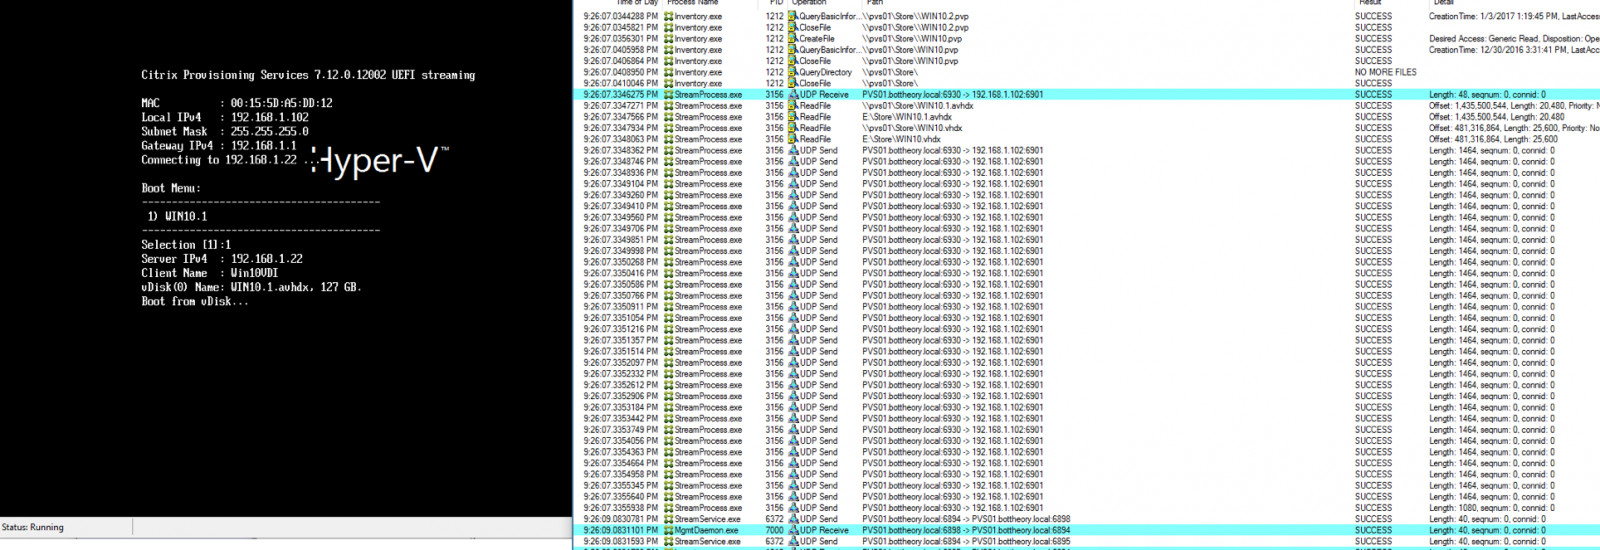 Citrix Provisioning Services 7.12.0.12002 UEFI streaming
MAC : 00:15:5D:A5:DD:12
Local IPv4 : 192.168.1.102
Subnet Mask : 255.255.255.0
Gateway IPv4 : 192.168.1.1
Connecting to 192.168.1.22 ...
Hyper-V™
Boot Menu:
----------------------------------------
1) WIN10.1
----------------------------------------
Selection [1]:1
Server IPv4 : 192.168.1.22
Client Name : Win10VDI
vDisk(0) Name: WIN10.1.avhdx, 127 GB.
Boot from vDisk...
Status: Running
Time of Day Process Name PID Operation Path Result Detail
9:26:07.0344288 PM Inventory.exe 1212 QueryBasicInfor... \\pvs01\Store\\WIN10.2.pvp SUCCESS CreationTime: 1/3/2017 1:19:45 PM, LastAcces
9:26:07.0345821 PM Inventory.exe 1212 CloseFile \\pvs01\Store\\WIN10.2.pvp SUCCESS
9:26:07.0356301 PM Inventory.exe 1212 CreateFile \\pvs01\Store\WIN10.pvp SUCCESS Desired Access: Generic Read, Disposition: Ope
9:26:07.0405958 PM Inventory.exe 1212 QueryBasicInfor... \\pvs01\Store\WIN10.pvp SUCCESS CreationTime: 12/30/2016 3:31:41 PM, LastAcc
9:26:07.0406864 PM Inventory.exe 1212 CloseFile \\pvs01\Store\WIN10.pvp SUCCESS
9:26:07.0408950 PM Inventory.exe 1212 QueryDirectory \\pvs01\Store\ NO MORE FILES
9:26:07.0410046 PM Inventory.exe 1212 CloseFile \\pvs01\Store\ SUCCESS
9:26:07.3346275 PM StreamProcess.exe 3156 UDP Receive PVS01.bottheory.local:6930 -> 192.168.1.102:6901 SUCCESS Length: 48, seqnum: 0, connid: 0
9:26:07.3347271 PM StreamProcess.exe 3156 ReadFile \\pvs01\Store\WIN10.1.avhdx SUCCESS Offset: 1,435,500,544, Length: 20,480, Priority: N
9:26:07.3347566 PM StreamProcess.exe 3156 ReadFile E:\Store\WIN10.1.avhdx SUCCESS Offset: 1,435,500,544, Length: 20,480
9:26:07.3347934 PM StreamProcess.exe 3156 ReadFile \\pvs01\Store\WIN10.vhdx SUCCESS Offset: 481,316,864, Length: 25,600, Priority: No
9:26:07.3348063 PM StreamProcess.exe 3156 ReadFile E:\Store\WIN10.vhdx SUCCESS Offset: 481,316,864, Length: 25,600
9:26:07.3348362 PM StreamProcess.exe 3156 UDP Send PVS01.bottheory.local:6930 -> 192.168.1.102:6901 SUCCESS Length: 1464, seqnum: 0, connid: 0
9:26:07.3348746 PM StreamProcess.exe 3156 UDP Send PVS01.bottheory.local:6930 -> 192.168.1.102:6901 SUCCESS Length: 1464, seqnum: 0, connid: 0
9:26:07.3348936 PM StreamProcess.exe 3156 UDP Send PVS01.bottheory.local:6930 -> 192.168.1.102:6901 SUCCESS Length: 1464, seqnum: 0, connid: 0
9:26:07.3349104 PM StreamProcess.exe 3156 UDP Send PVS01.bottheory.local:6930 -> 192.168.1.102:6901 SUCCESS Length: 1464, seqnum: 0, connid: 0
9:26:07.3349260 PM StreamProcess.exe 3156 UDP Send PVS01.bottheory.local:6930 -> 192.168.1.102:6901 SUCCESS Length: 1464, seqnum: 0, connid: 0
9:26:07.3349410 PM StreamProcess.exe 3156 UDP Send PVS01.bottheory.local:6930 -> 192.168.1.102:6901 SUCCESS Length: 1464, seqnum: 0, connid: 0
9:26:07.3349560 PM StreamProcess.exe 3156 UDP Send PVS01.bottheory.local:6930 -> 192.168.1.102:6901 SUCCESS Length: 1464, seqnum: 0, connid: 0
9:26:07.3349706 PM StreamProcess.exe 3156 UDP Send PVS01.bottheory.local:6930 -> 192.168.1.102:6901 SUCCESS Length: 1464, seqnum: 0, connid: 0
9:26:07.3349851 PM StreamProcess.exe 3156 UDP Send PVS01.bottheory.local:6930 -> 192.168.1.102:6901 SUCCESS Length: 1464, seqnum: 0, connid: 0
9:26:07.3349998 PM StreamProcess.exe 3156 UDP Send PVS01.bottheory.local:6930 -> 192.168.1.102:6901 SUCCESS Length: 1464, seqnum: 0, connid: 0
9:26:07.3350268 PM StreamProcess.exe 3156 UDP Send PVS01.bottheory.local:6930 -> 192.168.1.102:6901 SUCCESS Length: 1464, seqnum: 0, connid: 0
9:26:07.3350416 PM StreamProcess.exe 3156 UDP Send PVS01.bottheory.local:6930 -> 192.168.1.102:6901 SUCCESS Length: 1464, seqnum: 0, connid: 0
9:26:07.3350586 PM StreamProcess.exe 3156 UDP Send PVS01.bottheory.local:6930 -> 192.168.1.102:6901 SUCCESS Length: 1464, seqnum: 0, connid: 0
9:26:07.3350766 PM StreamProcess.exe 3156 UDP Send PVS01.bottheory.local:6930 -> 192.168.1.102:6901 SUCCESS Length: 1464, seqnum: 0, connid: 0
9:26:07.3350911 PM StreamProcess.exe 3156 UDP Send PVS01.bottheory.local:6930 -> 192.168.1.102:6901 SUCCESS Length: 1464, seqnum: 0, connid: 0
9:26:07.3351054 PM StreamProcess.exe 3156 UDP Send PVS01.bottheory.local:6930 -> 192.168.1.102:6901 SUCCESS Length: 1464, seqnum: 0, connid: 0
9:26:07.3351216 PM StreamProcess.exe 3156 UDP Send PVS01.bottheory.local:6930 -> 192.168.1.102:6901 SUCCESS Length: 1464, seqnum: 0, connid: 0
9:26:07.3351357 PM StreamProcess.exe 3156 UDP Send PVS01.bottheory.local:6930 -> 192.168.1.102:6901 SUCCESS Length: 1464, seqnum: 0, connid: 0
9:26:07.3351514 PM StreamProcess.exe 3156 UDP Send PVS01.bottheory.local:6930 -> 192.168.1.102:6901 SUCCESS Length: 1464, seqnum: 0, connid: 0
9:26:07.3352097 PM StreamProcess.exe 3156 UDP Send PVS01.bottheory.local:6930 -> 192.168.1.102:6901 SUCCESS Length: 1464, seqnum: 0, connid: 0
9:26:07.3352332 PM StreamProcess.exe 3156 UDP Send PVS01.bottheory.local:6930 -> 192.168.1.102:6901 SUCCESS Length: 1464, seqnum: 0, connid: 0
9:26:07.3352612 PM StreamProcess.exe 3156 UDP Send PVS01.bottheory.local:6930 -> 192.168.1.102:6901 SUCCESS Length: 1464, seqnum: 0, connid: 0
9:26:07.3352906 PM StreamProcess.exe 3156 UDP Send PVS01.bottheory.local:6930 -> 192.168.1.102:6901 SUCCESS Length: 1464, seqnum: 0, connid: 0
9:26:07.3353184 PM StreamProcess.exe 3156 UDP Send PVS01.bottheory.local:6930 -> 192.168.1.102:6901 SUCCESS Length: 1464, seqnum: 0, connid: 0
9:26:07.3353442 PM StreamProcess.exe 3156 UDP Send PVS01.bottheory.local:6930 -> 192.168.1.102:6901 SUCCESS Length: 1464, seqnum: 0, connid: 0
9:26:07.3353749 PM StreamProcess.exe 3156 UDP Send PVS01.bottheory.local:6930 -> 192.168.1.102:6901 SUCCESS Length: 1464, seqnum: 0, connid: 0
9:26:07.3354056 PM StreamProcess.exe 3156 UDP Send PVS01.bottheory.local:6930 -> 192.168.1.102:6901 SUCCESS Length: 1464, seqnum: 0, connid: 0
9:26:07.3354363 PM StreamProcess.exe 3156 UDP Send PVS01.bottheory.local:6930 -> 192.168.1.102:6901 SUCCESS Length: 1464, seqnum: 0, connid: 0
9:26:07.3354664 PM StreamProcess.exe 3156 UDP Send PVS01.bottheory.local:6930 -> 192.168.1.102:6901 SUCCESS Length: 1464, seqnum: 0, connid: 0
9:26:07.3354958 PM StreamProcess.exe 3156 UDP Send PVS01.bottheory.local:6930 -> 192.168.1.102:6901 SUCCESS Length: 1464, seqnum: 0, connid: 0
9:26:07.3355345 PM StreamProcess.exe 3156 UDP Send PVS01.bottheory.local:6930 -> 192.168.1.102:6901 SUCCESS Length: 1464, seqnum: 0, connid: 0
9:26:07.3355640 PM StreamProcess.exe 3156 UDP Send PVS01.bottheory.local:6930 -> 192.168.1.102:6901 SUCCESS Length: 1464, seqnum: 0, connid: 0
9:26:07.3355938 PM StreamProcess.exe 3156 UDP Send PVS01.bottheory.local:6930 -> 192.168.1.102:6901 SUCCESS Length: 1080, seqnum: 0, connid: 0
9:26:09.0830781 PM StreamService.exe 6372 UDP Send PVS01.bottheory.local:6894 -> PVS01.bottheory.local:6898 SUCCESS Length: 40, seqnum: 0, connid: 0
9:26:09.0831101 PM MgmtDaemon.exe 7000 UDP Receive PVS01.bottheory.local:6898 -> PVS01.bottheory.local:6894 SUCCESS Length: 40, seqnum: 0, connid: 0
9:26:09.0831593 PM StreamService.exe 6372 UDP Send PVS01.bottheory.local:6894 -> PVS01.bottheory.local:6895 SUCCESS Length: 40, seqnum: 0, connid: 0